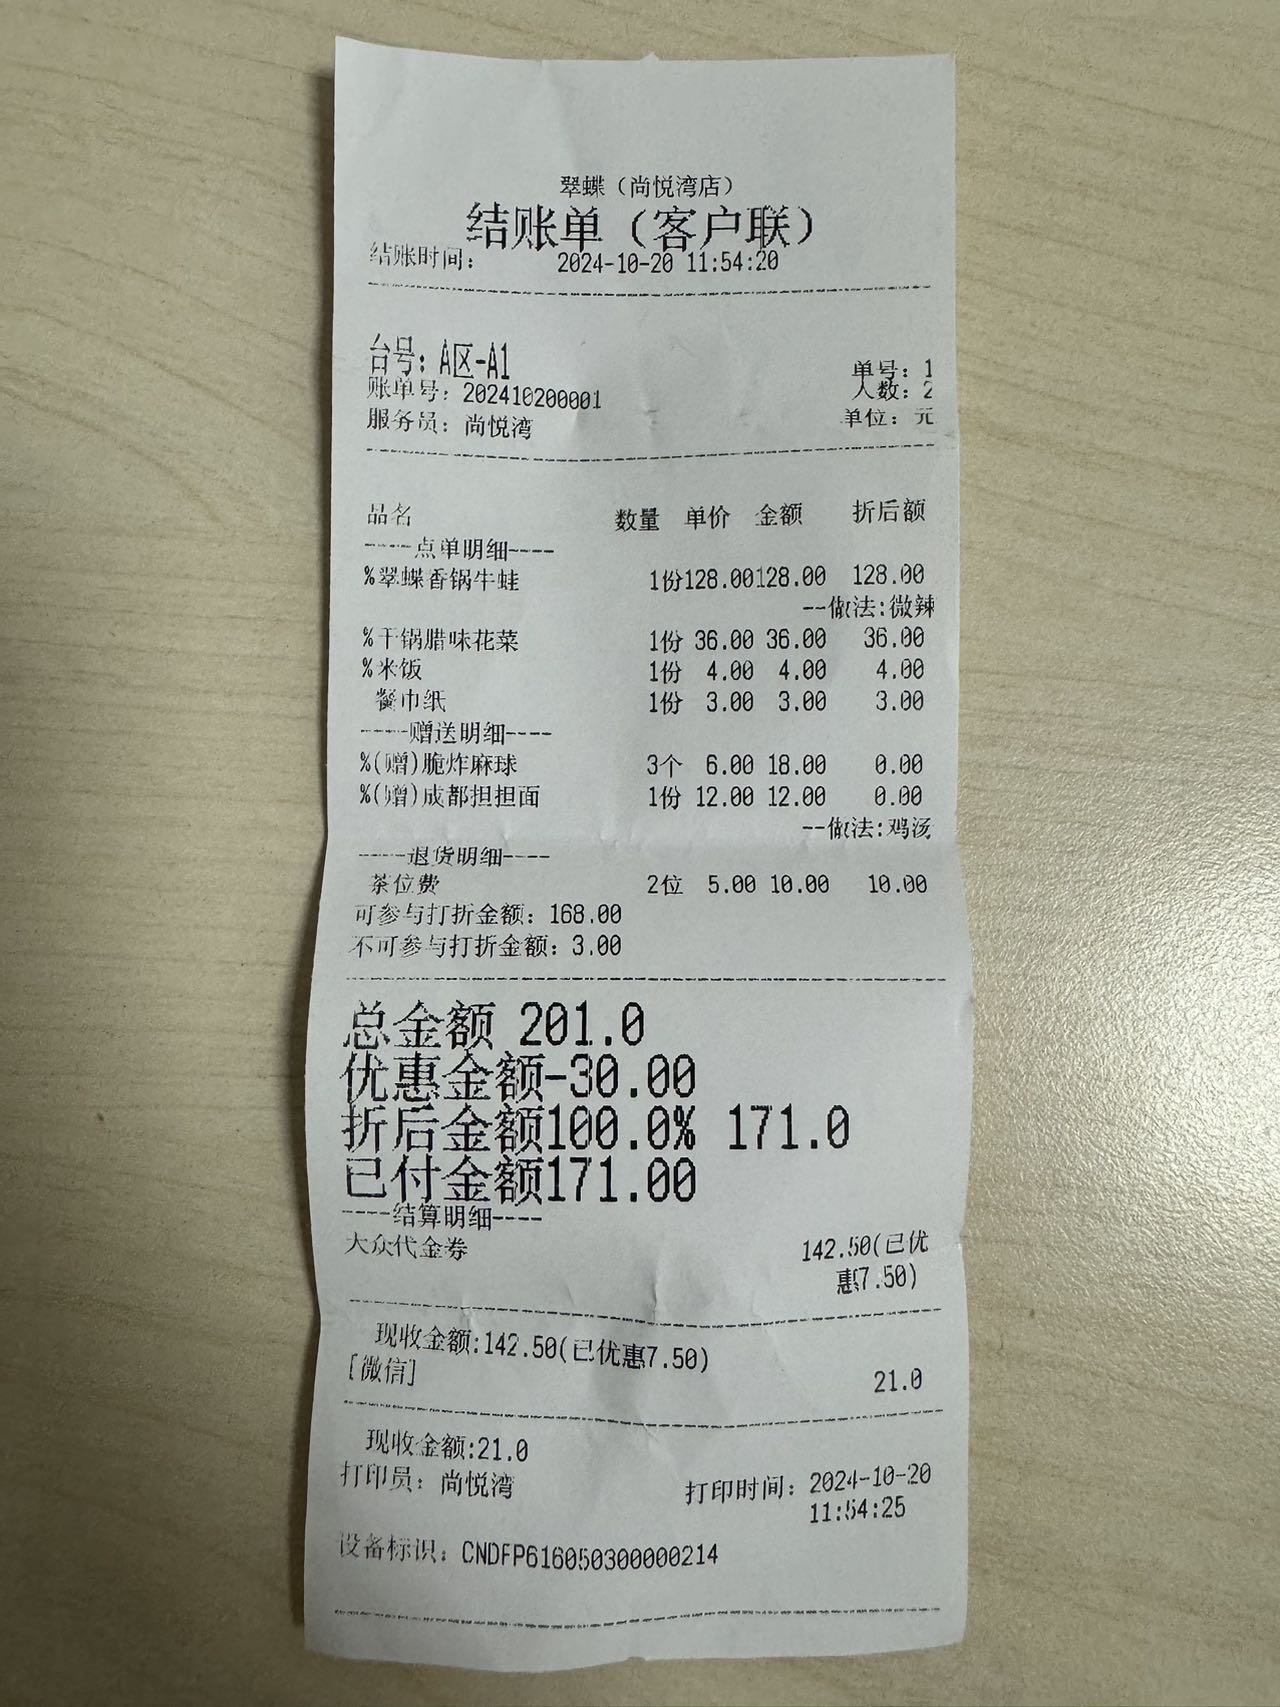 翠蝶（尚悦湾店）
结账单（客户联）
结账时间： 2024-10-20 11:54:20
台号：A区-A1
单号：1
账单号：202410200001 人数：2
服务员：尚悦湾 单位：元
品名 数量 单价 金额 折后额
----点单明细----
%翠蝶香锅牛蛙 1份128.00128.00 128.00
--做法:微辣
%干锅腊味花菜 1份 36.00 36.00 36.00
%米饭 1份 4.00 4.00 4.00
餐巾纸 1份 3.00 3.00 3.00
----赠送明细----
%(赠)脆炸麻球 3个 6.00 18.00 0.00
%(赠)成都担担面 1份 12.00 12.00 0.00
--做法:鸡汤
----退货明细----
茶位费 2位 5.00 10.00 10.00
可参与打折金额：168.00
不可参与打折金额：3.00
总金额 201.0
优惠金额-30.00
折后金额100.0% 171.0
已付金额171.00
----结算明细----
大众代金券 142.50(已优
惠7.50)
现收金额:142.50(已优惠7.50)
[微信] 21.0
现收金额:21.0
打印员：尚悦湾 打印时间：2024-10-20
11:54:25
设备标识：CNDFP616050300000214